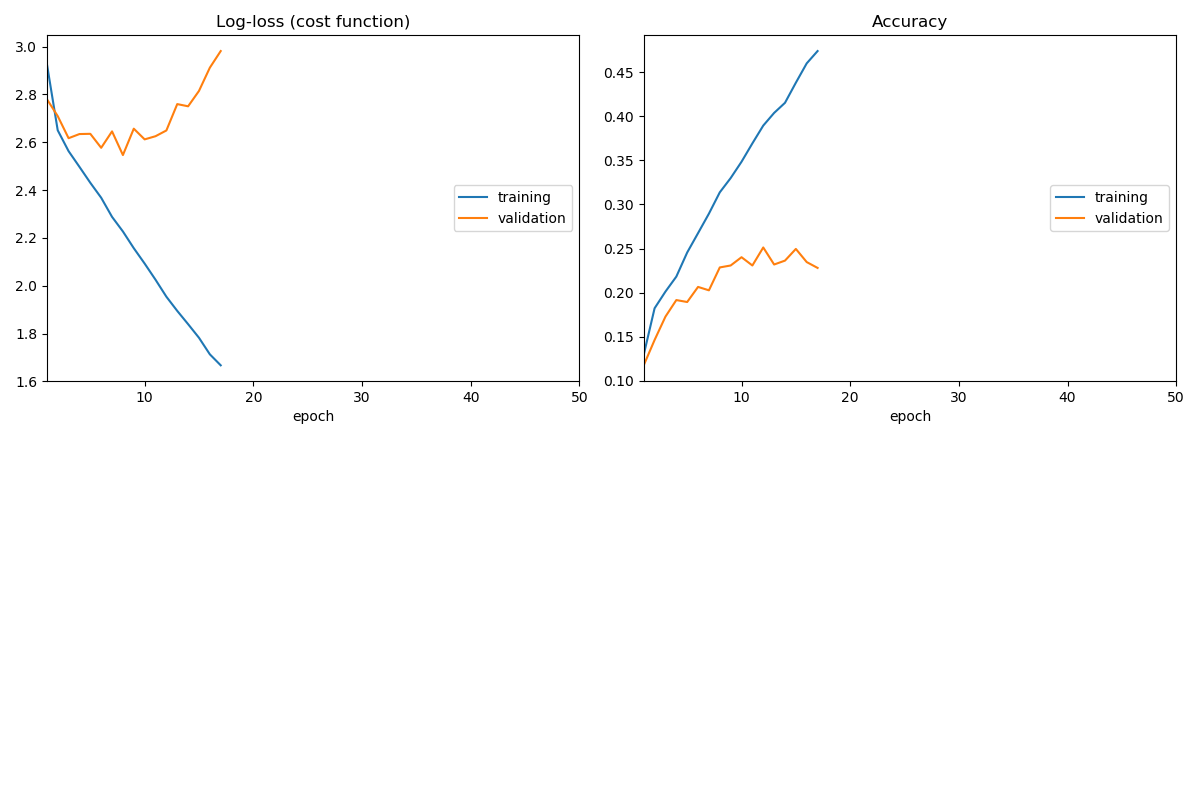 Log-loss (cost function)
3.0
2.8
2.6
2.4
2.2
2.0
1.8
1.6
10 20 30 40 50
epoch
training
validation
Accuracy
0.45
0.40
0.35
0.30
0.25
0.20
0.15
0.10
10 20 30 40 50
epoch
training
validation